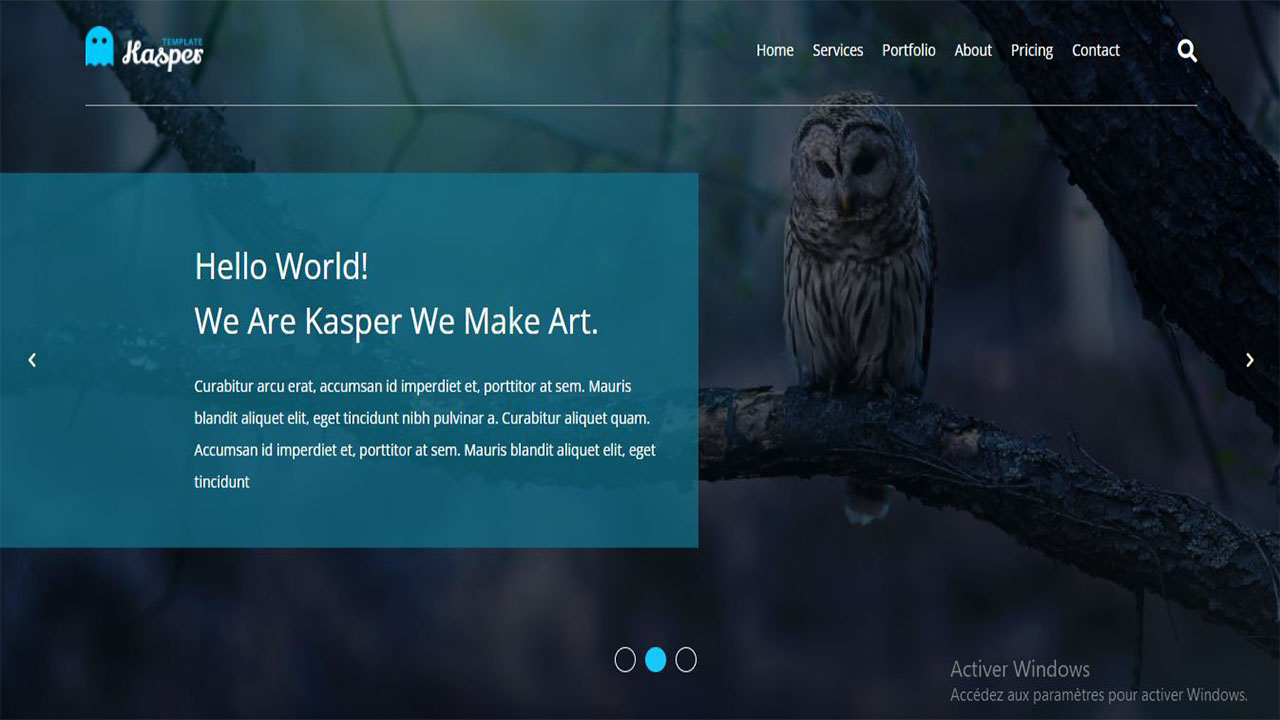 TEMPLATE
Kasper
Home Services Portfolio About Pricing Contact
Hello World!
We Are Kasper We Make Art.
Curabitur arcu erat, accumsan id imperdiet et, porttitor at sem. Mauris
blandit aliquet elit, eget tincidunt nibh pulvinar a. Curabitur aliquet quam.
Accumsan id imperdiet et, porttitor at sem. Mauris blandit aliquet elit, eget
tincidunt
Activer Windows
Accédez aux paramètres pour activer Windows.